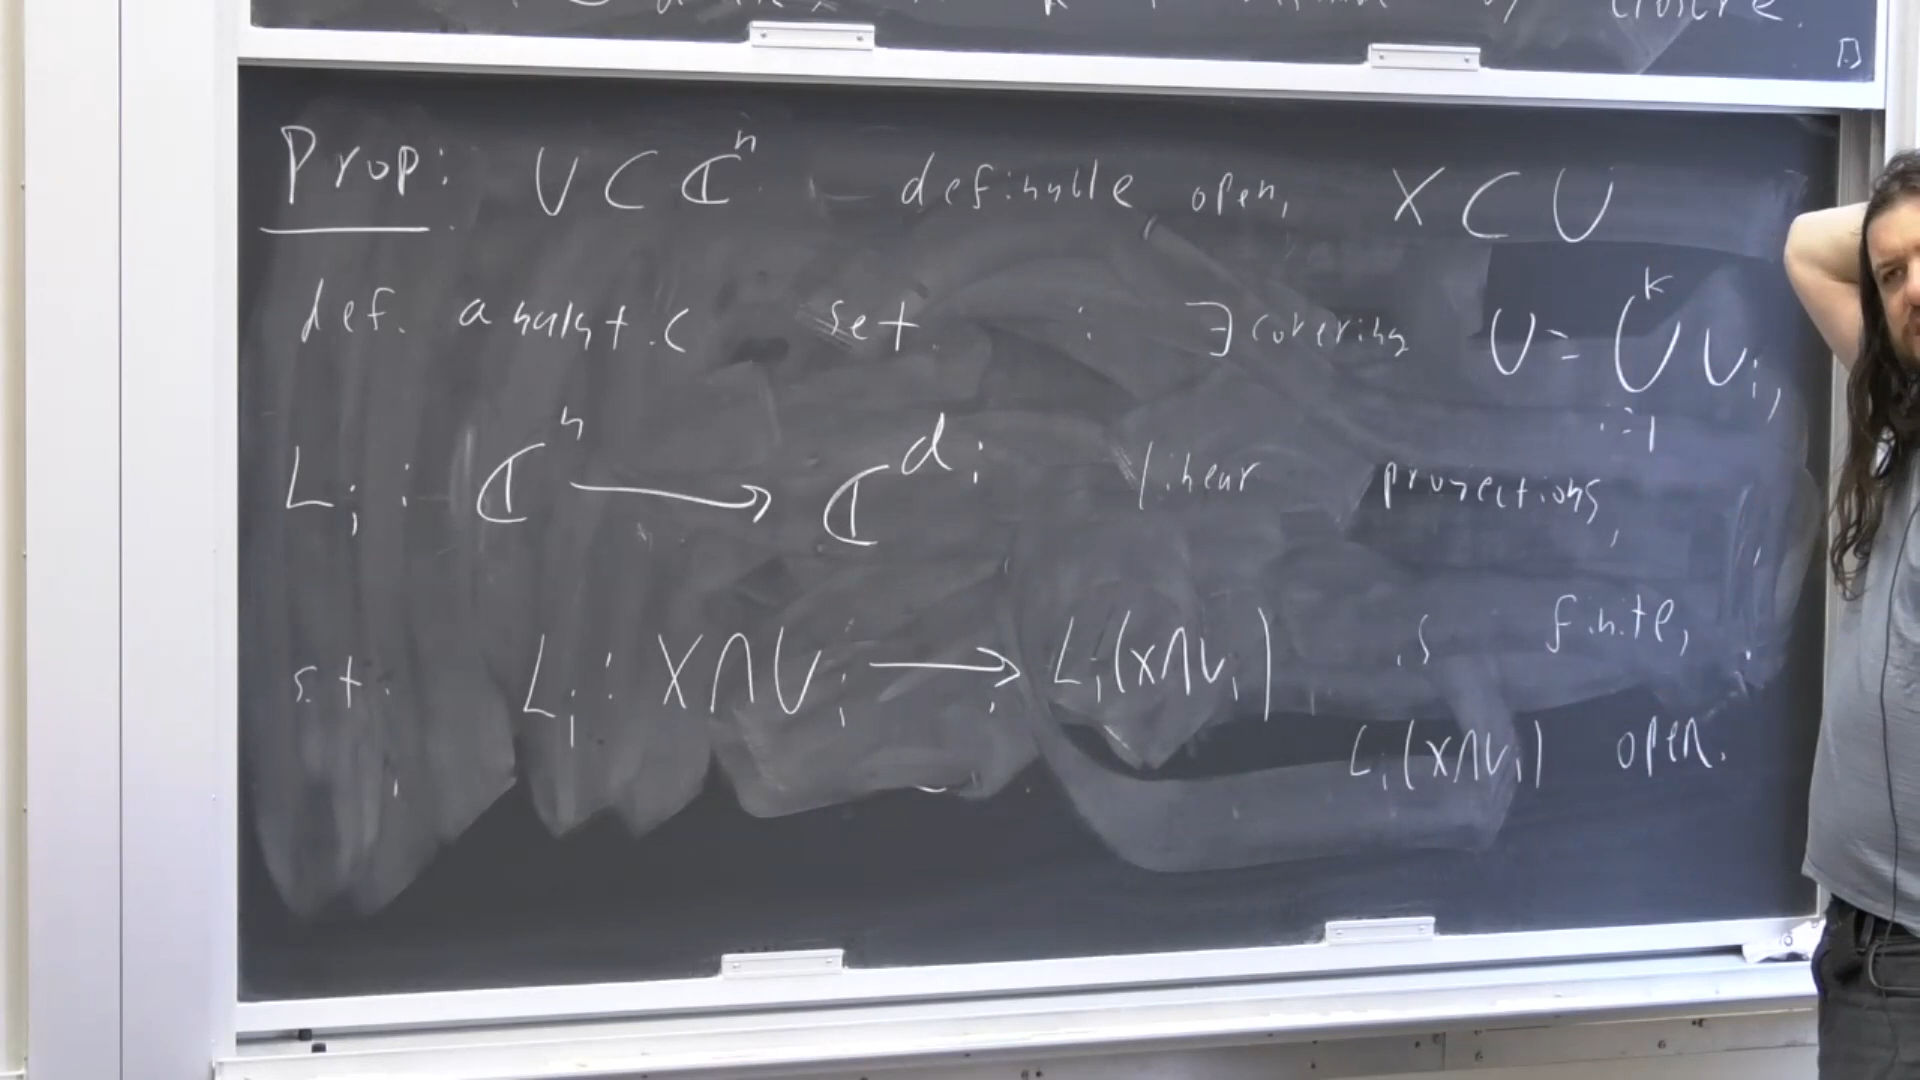 closure.
Prop: U ⊂ ℂⁿ definable open, X ⊂ U
def. analytic set : ∃ covering U = ⋃ᵢ₌₁ᵏ Uᵢ,
Lᵢ : ℂⁿ ⟶ ℂ^{dᵢ} linear projections,
s.t. Lᵢ : X∩Uᵢ ⟶ Lᵢ(X∩Uᵢ) is finite,
Lᵢ(X∩Uᵢ) open.